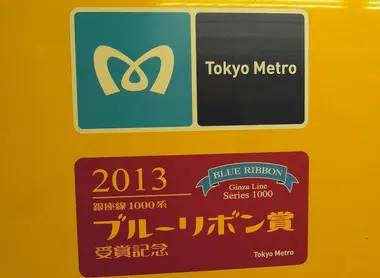 Tokyo Metro
2013
BLUE RIBBON
Ginza Line
Series 1000
銀座線1000系
ブルーリボン賞
受賞記念
Tokyo Metro